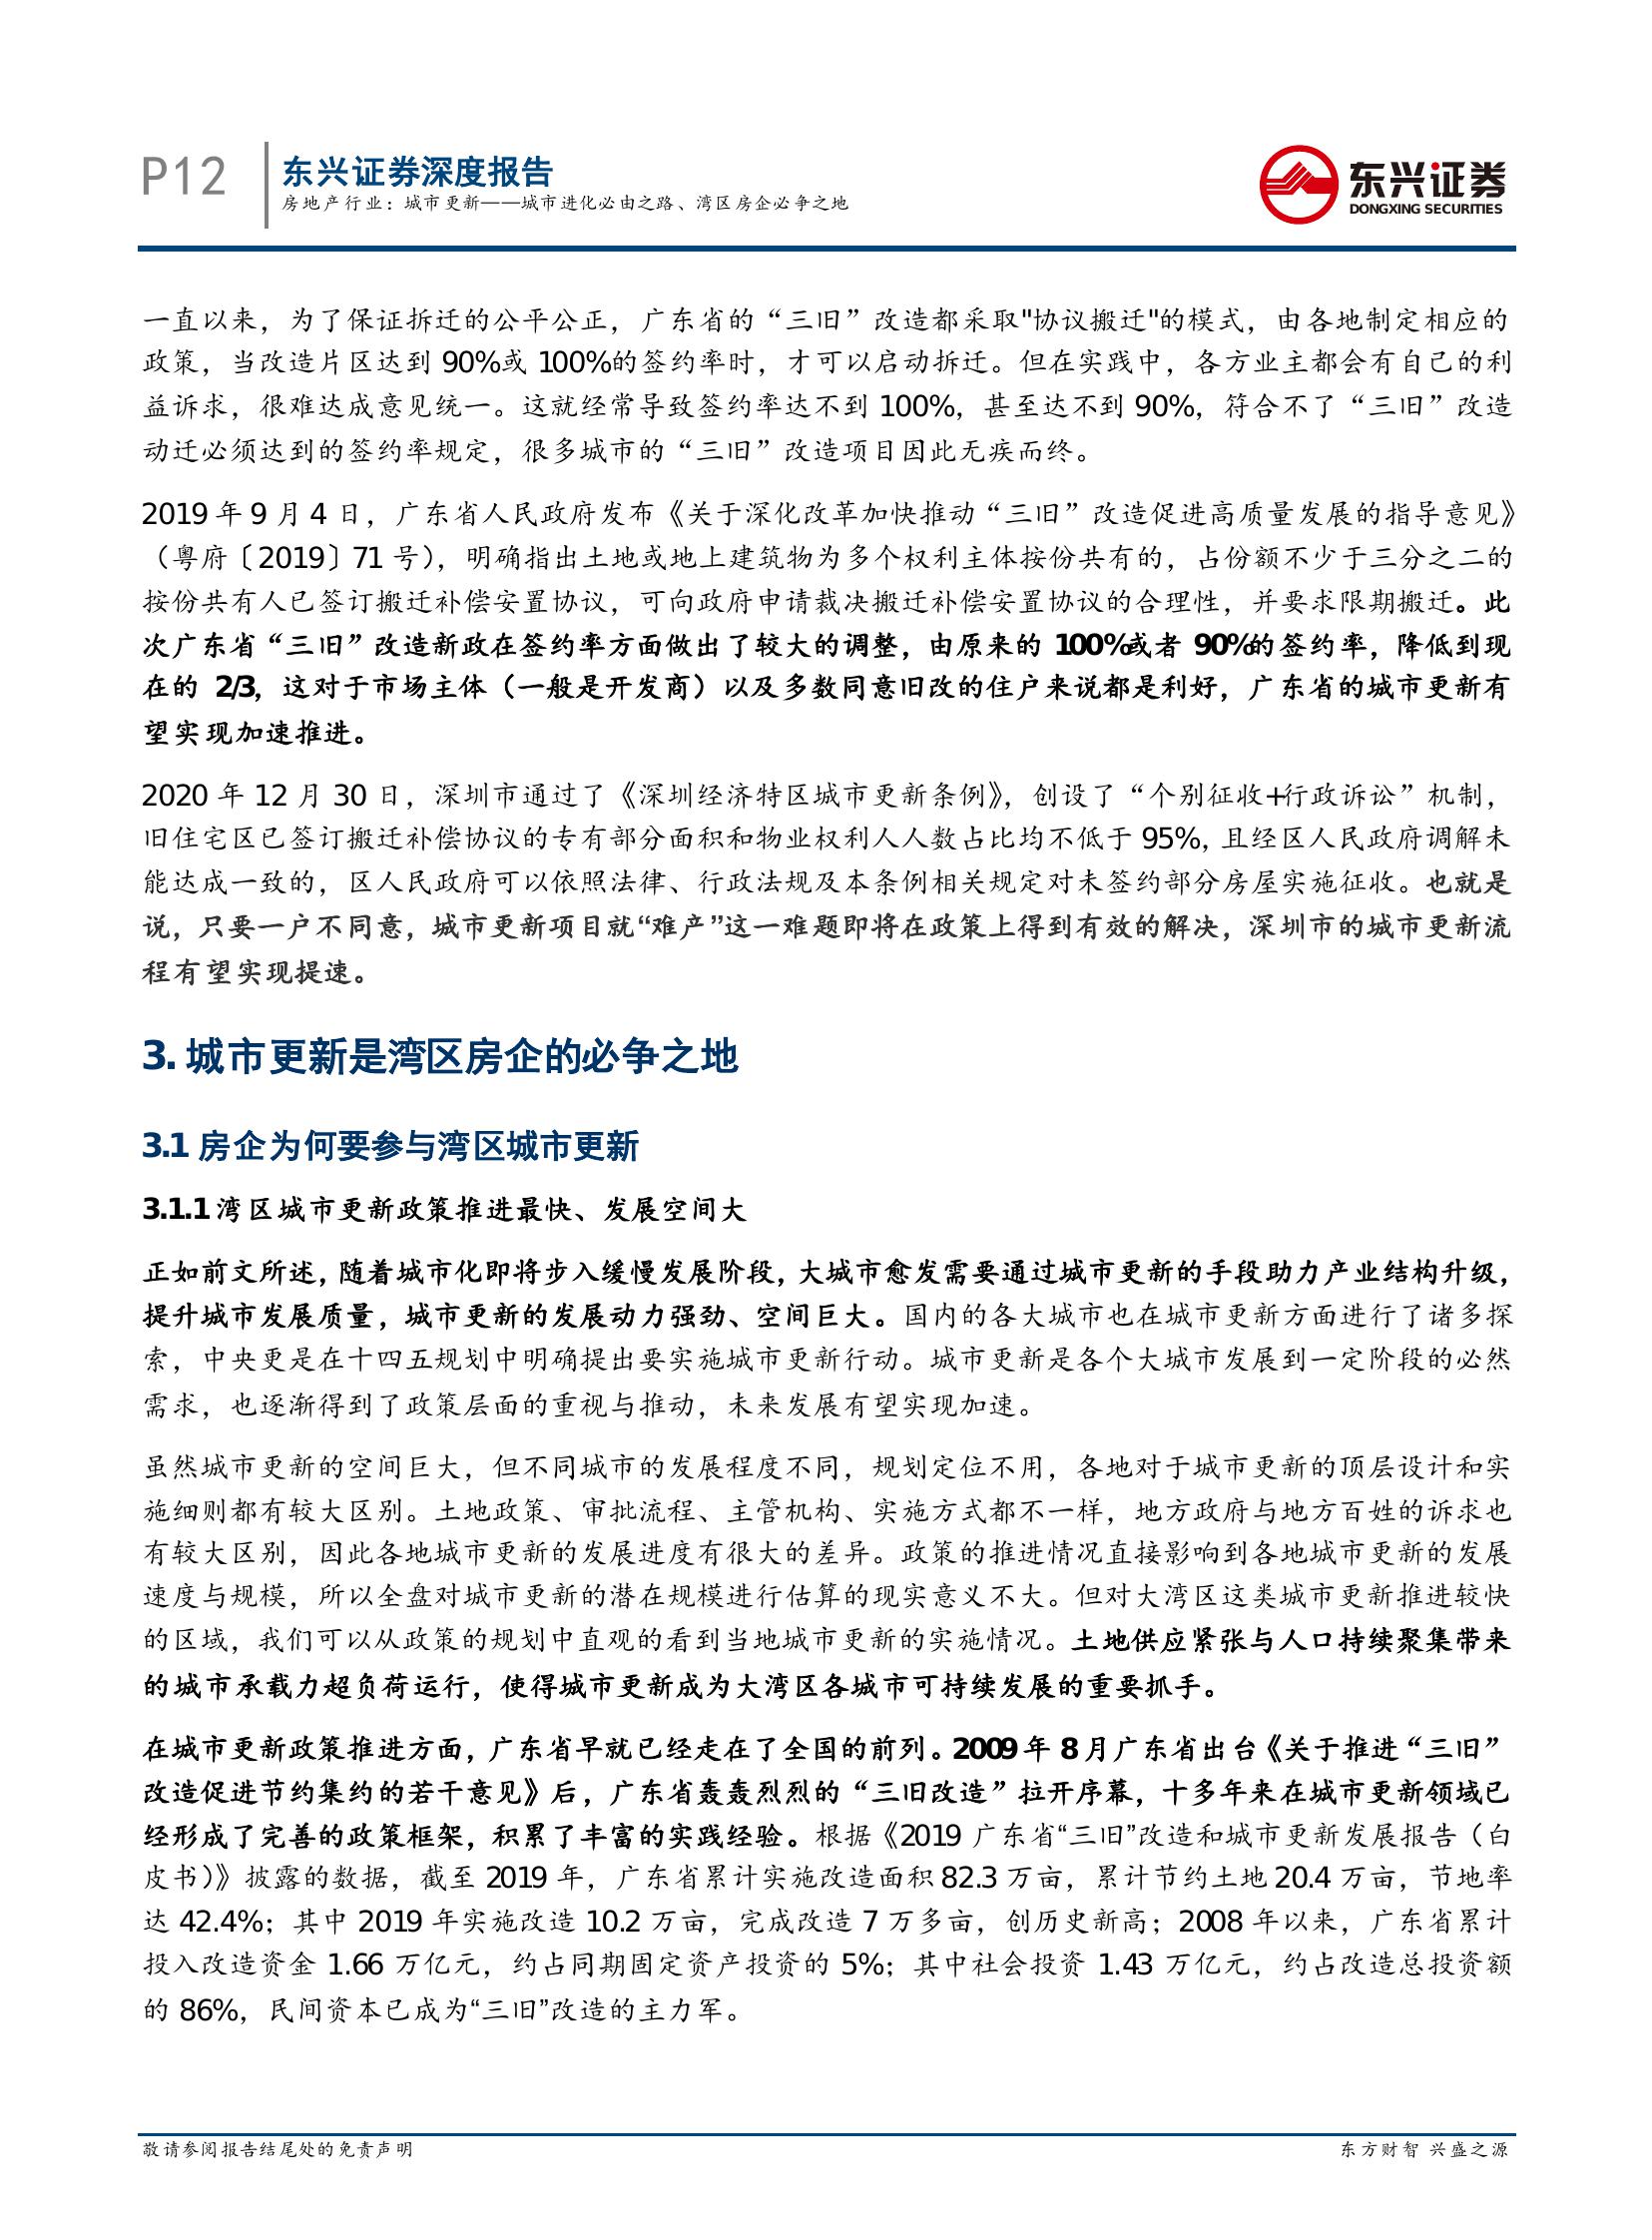 P12
东兴证券深度报告
房地产行业：城市更新——城市进化必由之路、湾区房企必争之地
东兴证券
DONGXING SECURITIES
一直以来，为了保证拆迁的公平公正，广东省的“三旧”改造都采取"协议搬迁"的模式，由各地制定相应的
政策，当改造片区达到 90%或 100%的签约率时，才可以启动拆迁。但在实践中，各方业主都会有自己的利
益诉求，很难达成意见统一。这就经常导致签约率达不到 100%，甚至达不到 90%，符合不了“三旧”改造
动迁必须达到的签约率规定，很多城市的“三旧”改造项目因此无疾而终。
2019 年 9 月 4 日，广东省人民政府发布《关于深化改革加快推动“三旧”改造促进高质量发展的指导意见》
（粤府〔2019〕71 号），明确指出土地或地上建筑物为多个权利主体按份共有的，占份额不少于三分之二的
按份共有人已签订搬迁补偿安置协议，可向政府申请裁决搬迁补偿安置协议的合理性，并要求限期搬迁。此
次广东省“三旧”改造新政在签约率方面做出了较大的调整，由原来的 100%或者 90%的签约率，降低到现
在的 2/3，这对于市场主体（一般是开发商）以及多数同意旧改的住户来说都是利好，广东省的城市更新有
望实现加速推进。
2020 年 12 月 30 日，深圳市通过了《深圳经济特区城市更新条例》，创设了“个别征收+行政诉讼”机制，
旧住宅区已签订搬迁补偿协议的专有部分面积和物业权利人人数占比均不低于 95%，且经区人民政府调解未
能达成一致的，区人民政府可以依照法律、行政法规及本条例相关规定对未签约部分房屋实施征收。也就是
说，只要一户不同意，城市更新项目就“难产”这一难题即将在政策上得到有效的解决，深圳市的城市更新流
程有望实现提速。
3. 城市更新是湾区房企的必争之地
3.1 房企为何要参与湾区城市更新
3.1.1 湾区城市更新政策推进最快、发展空间大
正如前文所述，随着城市化即将步入缓慢发展阶段，大城市愈发需要通过城市更新的手段助力产业结构升级，
提升城市发展质量，城市更新的发展动力强劲、空间巨大。国内的各大城市也在城市更新方面进行了诸多探
索，中央更是在十四五规划中明确提出要实施城市更新行动。城市更新是各个大城市发展到一定阶段的必然
需求，也逐渐得到了政策层面的重视与推动，未来发展有望实现加速。
虽然城市更新的空间巨大，但不同城市的发展程度不同，规划定位不用，各地对于城市更新的顶层设计和实
施细则都有较大区别。土地政策、审批流程、主管机构、实施方式都不一样，地方政府与地方百姓的诉求也
有较大区别，因此各地城市更新的发展进度有很大的差异。政策的推进情况直接影响到各地城市更新的发展
速度与规模，所以全盘对城市更新的潜在规模进行估算的现实意义不大。但对大湾区这类城市更新推进较快
的区域，我们可以从政策的规划中直观的看到当地城市更新的实施情况。土地供应紧张与人口持续聚集带来
的城市承载力超负荷运行，使得城市更新成为大湾区各城市可持续发展的重要抓手。
在城市更新政策推进方面，广东省早就已经走在了全国的前列。2009 年 8 月广东省出台《关于推进“三旧”
改造促进节约集约的若干意见》后，广东省轰轰烈烈的“三旧改造”拉开序幕，十多年来在城市更新领域已
经形成了完善的政策框架，积累了丰富的实践经验。根据《2019 广东省“三旧”改造和城市更新发展报告（白
皮书）》披露的数据，截至 2019 年，广东省累计实施改造面积 82.3 万亩，累计节约土地 20.4 万亩，节地率
达 42.4%；其中 2019 年实施改造 10.2 万亩，完成改造 7 万多亩，创历史新高；2008 年以来，广东省累计
投入改造资金 1.66 万亿元，约占同期固定资产投资的 5%；其中社会投资 1.43 万亿元，约占改造总投资额
的 86%，民间资本已成为“三旧”改造的主力军。
敬请参阅报告结尾处的免责声明
东方财智 兴盛之源